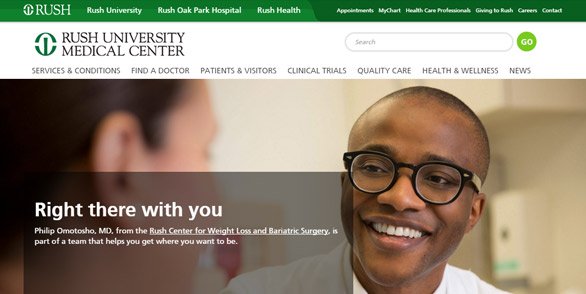 RUSH Rush University Rush Oak Park Hospital Rush Health Appointments MyChart Health Care Professionals Giving to Rush Careers Contact
RUSH UNIVERSITY
MEDICAL CENTER
Search GO
SERVICES & CONDITIONS FIND A DOCTOR PATIENTS & VISITORS CLINICAL TRIALS QUALITY CARE HEALTH & WELLNESS NEWS
Right there with you
Philip Omotosho, MD, from the Rush Center for Weight Loss and Bariatric Surgery, is
part of a team that helps you get where you want to be.